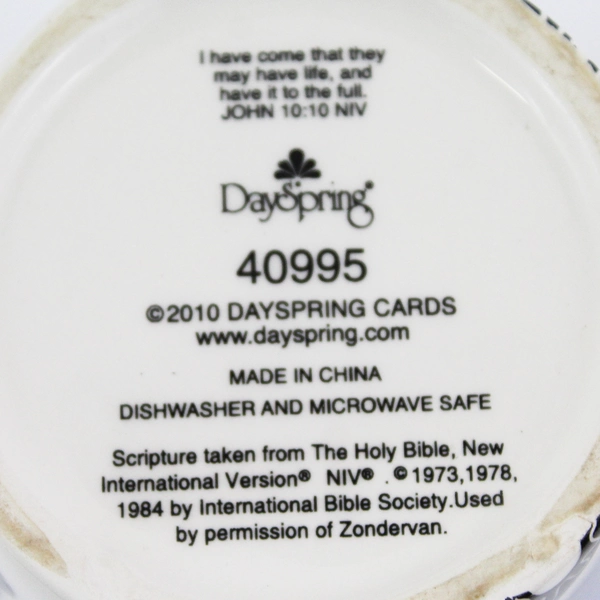 I have come that they
may have life, and
have it to the full.
JOHN 10:10 NIV
DaySpring®
40995
©2010 DAYSPRING CARDS
www.dayspring.com
MADE IN CHINA
DISHWASHER AND MICROWAVE SAFE
Scripture taken from The Holy Bible, New
International Version® NIV® . ©1973,1978,
1984 by International Bible Society.Used
by permission of Zondervan.